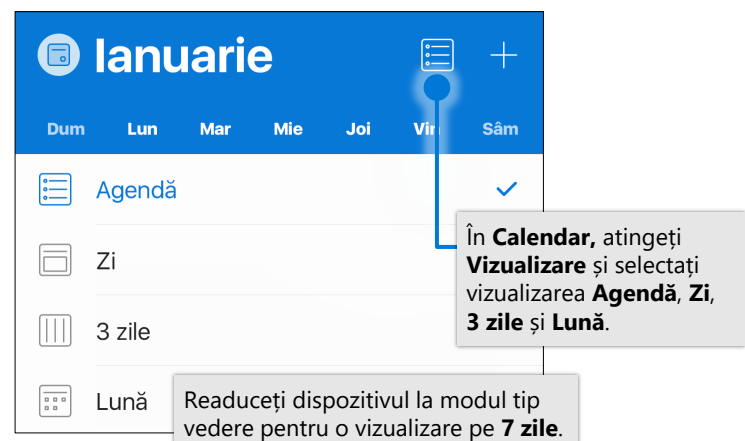 Ianuarie
Dum Lun Mar Mie Joi Vin Sâm
Agendă
Zi
3 zile
Lună
În Calendar, atingeți
Vizualizare și selectați
vizualizarea Agendă, Zi,
3 zile și Lună.
Readuceți dispozitivul la modul tip
vedere pentru o vizualizare pe 7 zile.